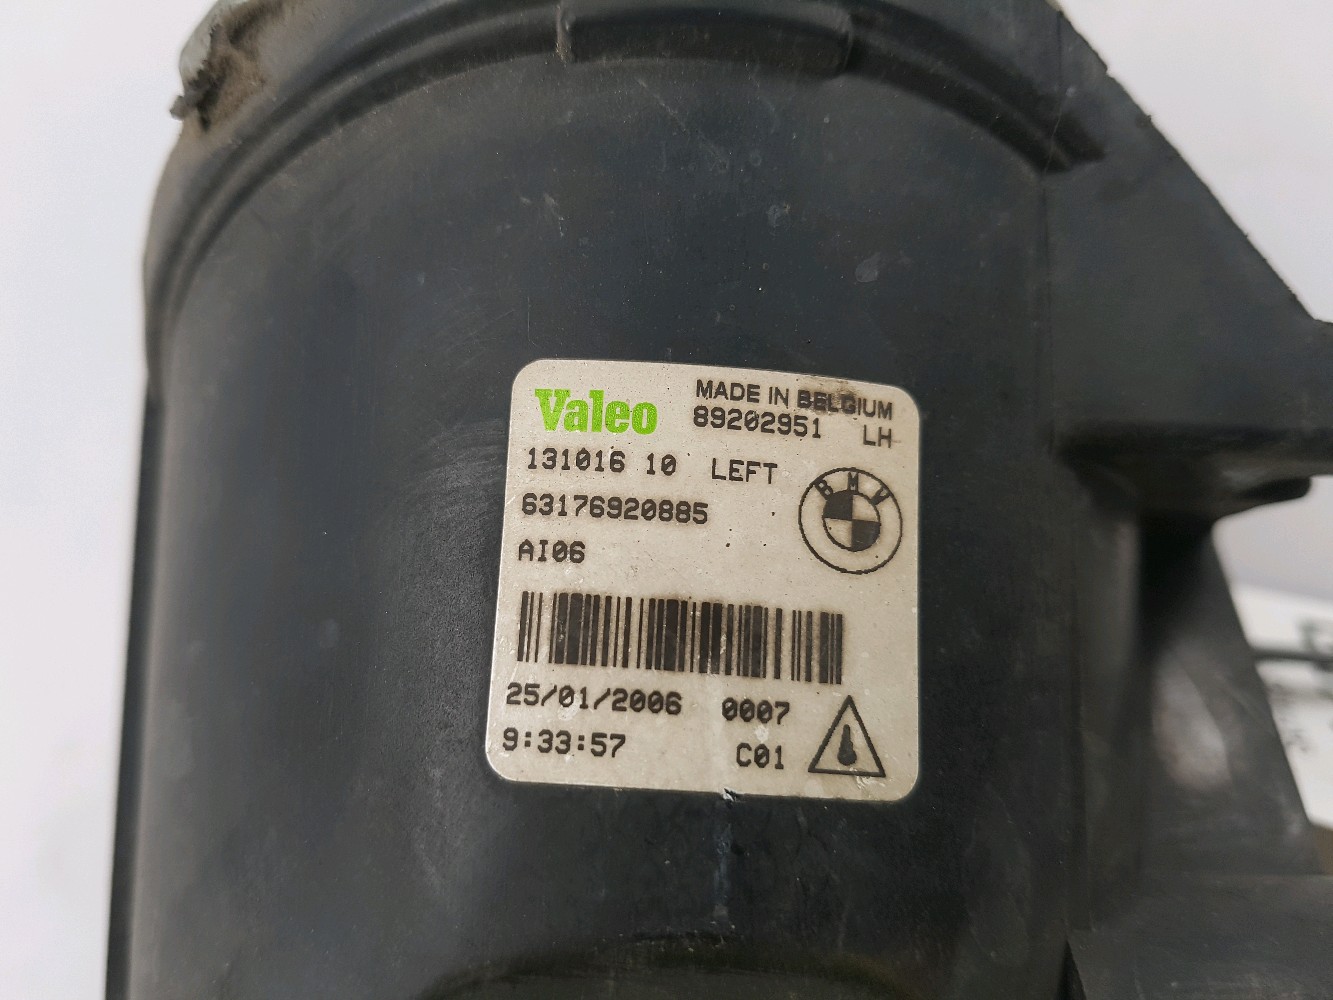 Valeo
MADE IN BELGIUM
89202951 LH
131016 10 LEFT
63176920885
BMW
AI06
25/01/2006 0007
9:33:57 C01